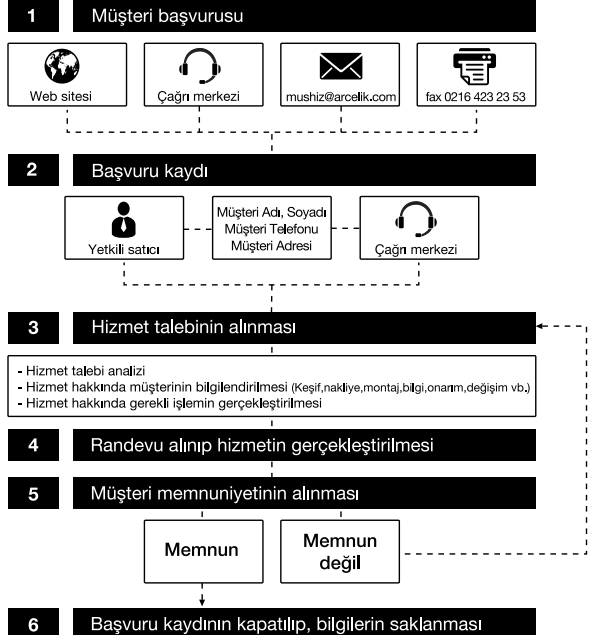 1 Müşteri başvurusu
Web sitesi
Çağrı merkezi
mushiz@arcelik.com
fax 0216 423 23 53
2 Başvuru kaydı
Yetkili satıcı
Müşteri Adı, Soyadı
Müşteri Telefonu
Müşteri Adresi
Çağrı merkezi
3 Hizmet talebinin alınması
- Hizmet talebi analizi
- Hizmet hakkında müşterinin bilgilendirilmesi (Keşif,nakliye,montaj,bilgi,onarım,değişim vb.)
- Hizmet hakkında gerekli işlemin gerçekleştirilmesi
4 Randevu alınıp hizmetin gerçekleştirilmesi
5 Müşteri memnuniyetinin alınması
Memnun
Memnun
değil
6 Başvuru kaydının kapatılıp, bilgilerin saklanması